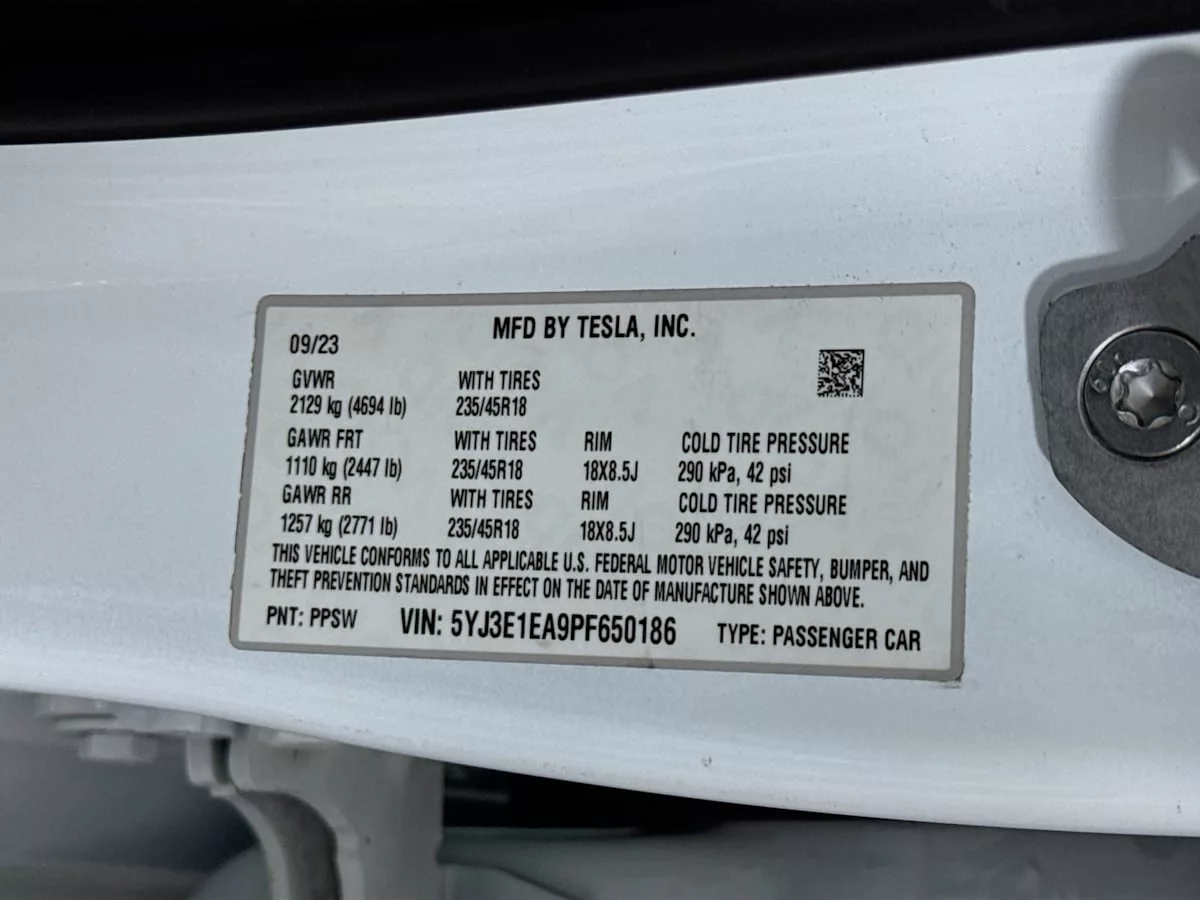 MFD BY TESLA, INC.
09/23
GVWR WITH TIRES
2129 kg (4694 lb) 235/45R18
GAWR FRT WITH TIRES RIM COLD TIRE PRESSURE
1110 kg (2447 lb) 235/45R18 18X8.5J 290 kPa, 42 psi
GAWR RR WITH TIRES RIM COLD TIRE PRESSURE
1257 kg (2771 lb) 235/45R18 18X8.5J 290 kPa, 42 psi
THIS VEHICLE CONFORMS TO ALL APPLICABLE U.S. FEDERAL MOTOR VEHICLE SAFETY, BUMPER, AND
THEFT PREVENTION STANDARDS IN EFFECT ON THE DATE OF MANUFACTURE SHOWN ABOVE.
PNT: PPSW VIN: 5YJ3E1EA9PF650186 TYPE: PASSENGER CAR